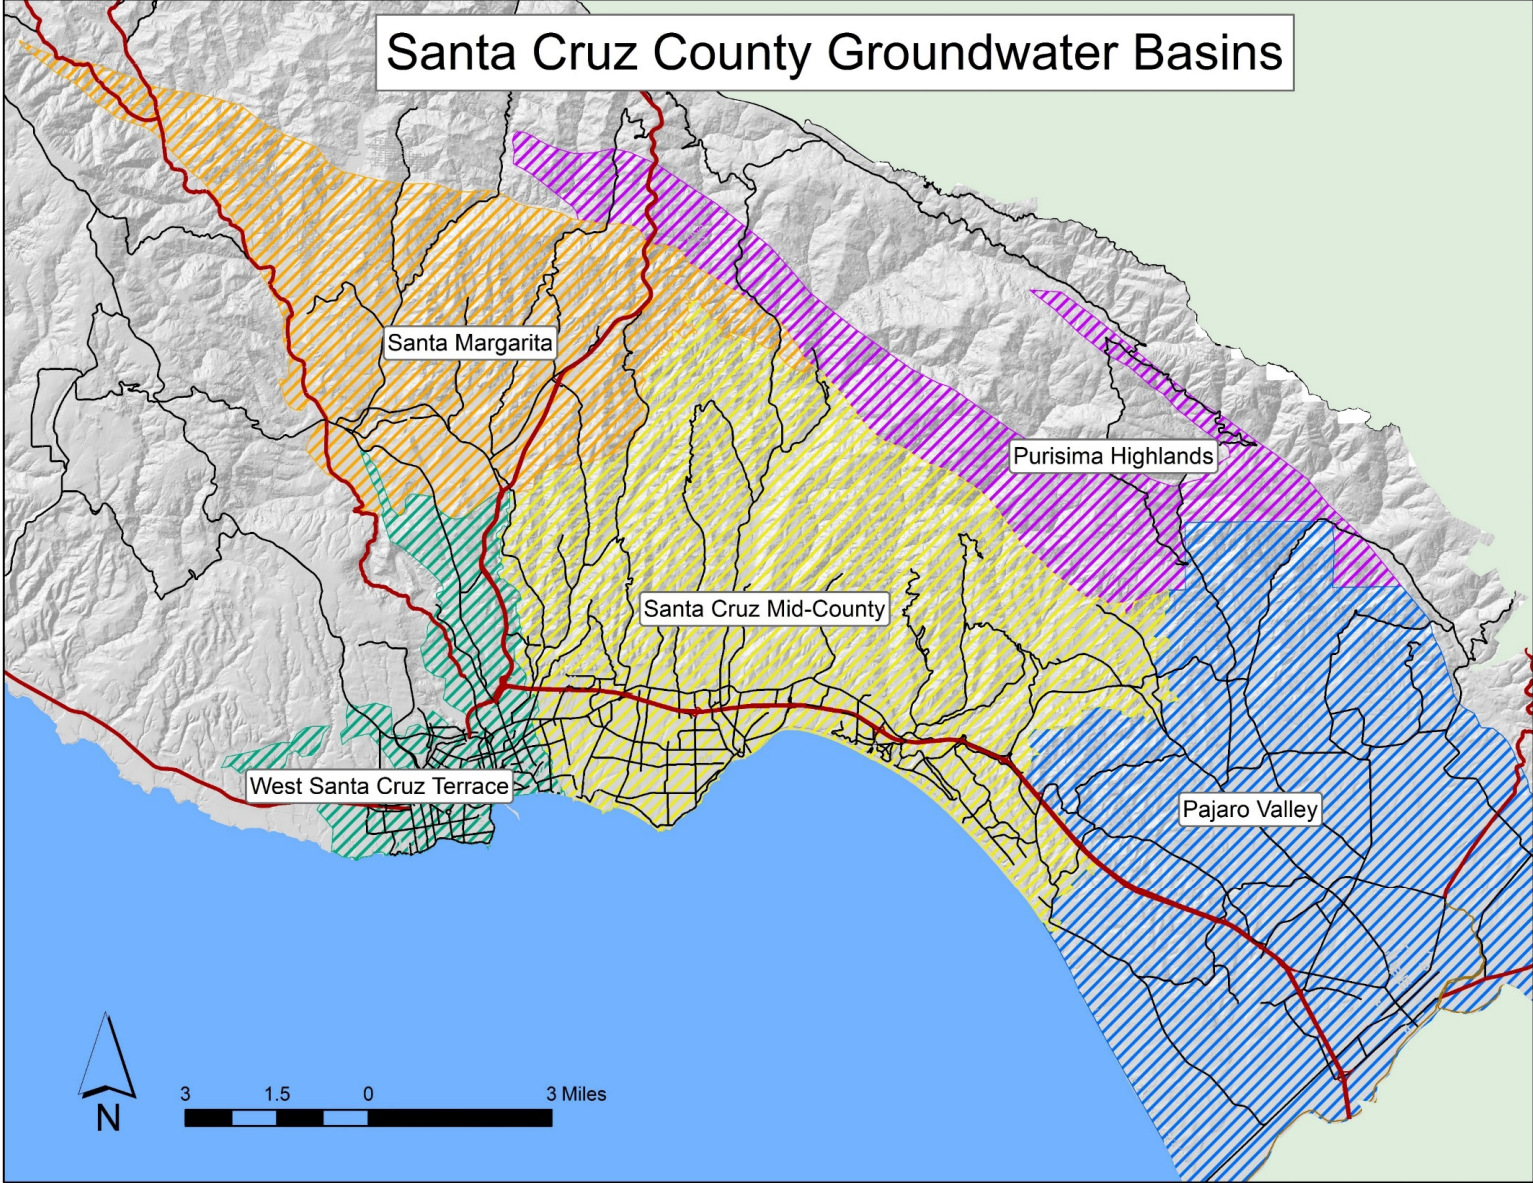 Santa Cruz County Groundwater Basins
Santa Margarita
Purisima Highlands
Santa Cruz Mid-County
West Santa Cruz Terrace
Pajaro Valley
3 1.5 0 3 Miles
N